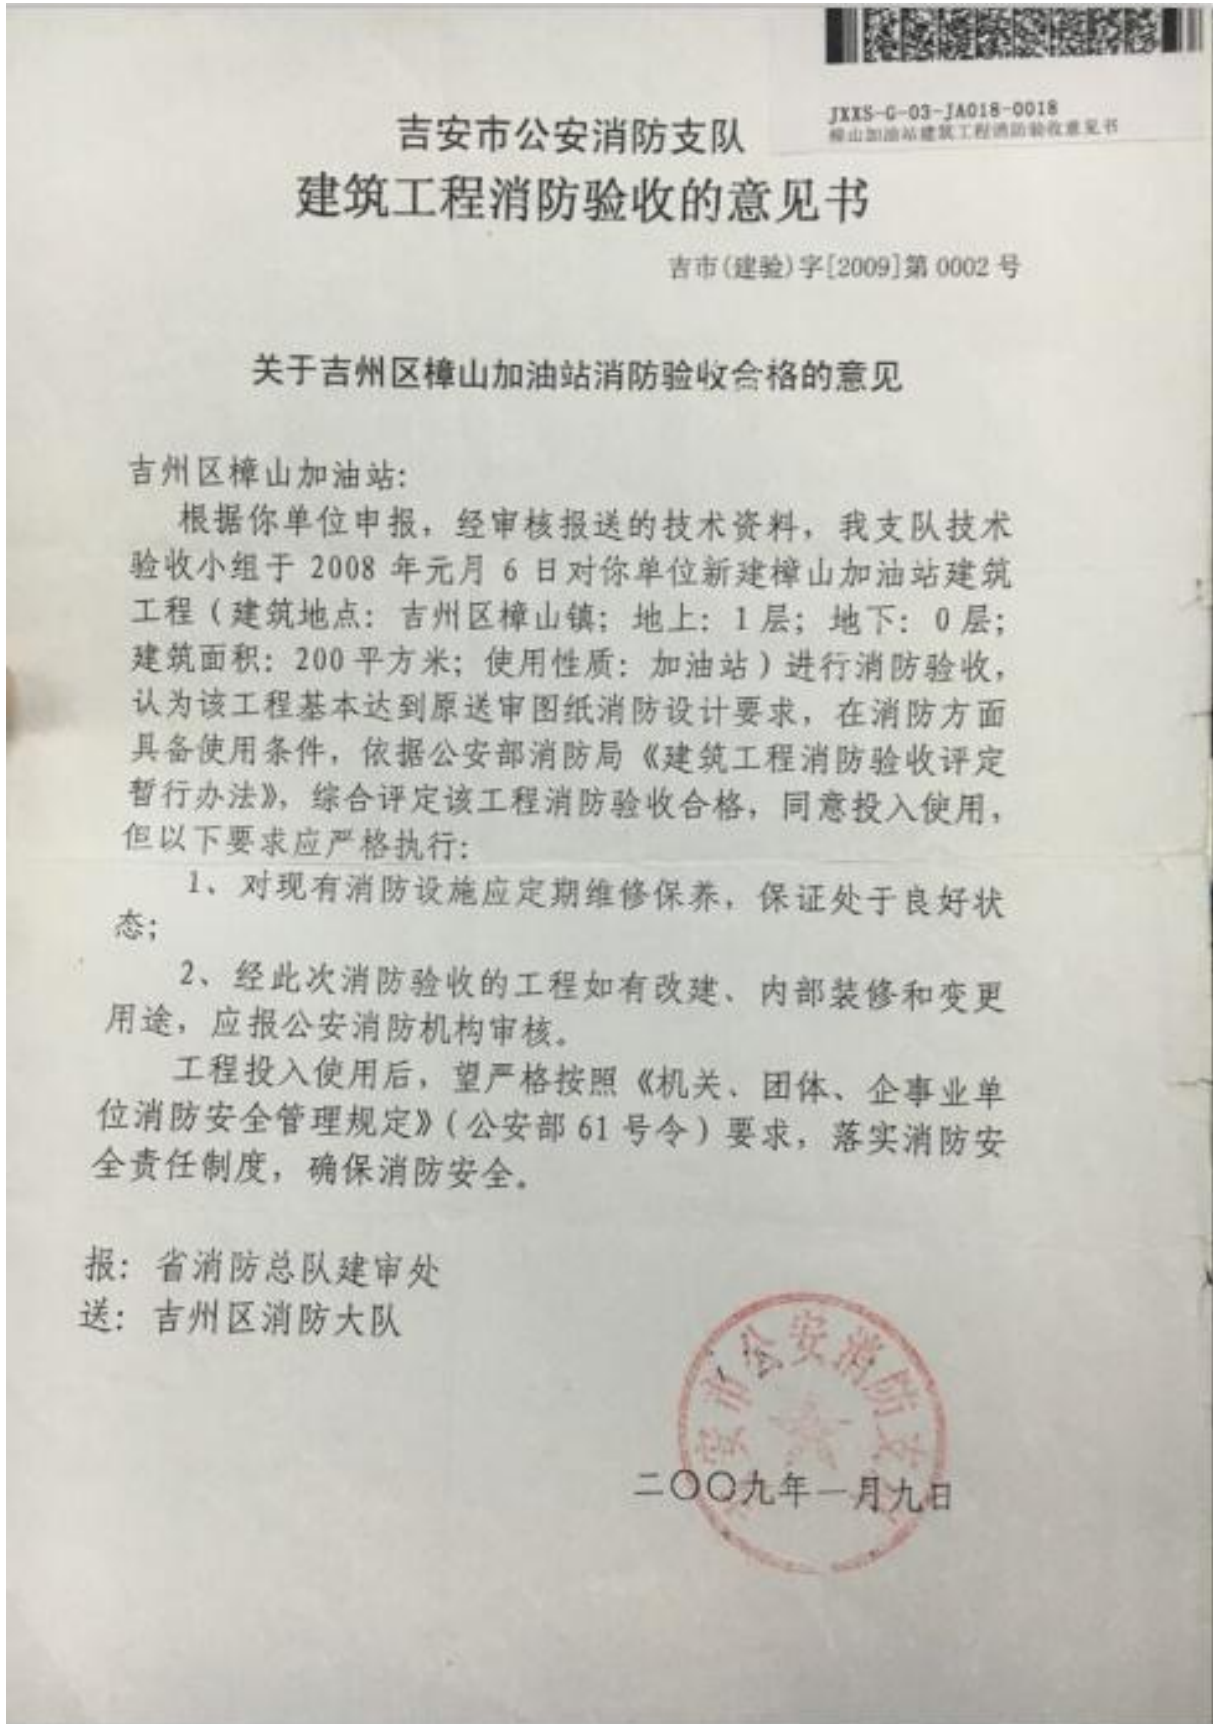 JXXS-G-03-JA018-0018
樟山加油站建筑工程消防验收意见书
吉安市公安消防支队
建筑工程消防验收的意见书
吉市(建验)字[2009]第 0002 号
关于吉州区樟山加油站消防验收合格的意见
吉州区樟山加油站:
根据你单位申报，经审核报送的技术资料，我支队技术
验收小组于 2008 年元月 6 日对你单位新建樟山加油站建筑
工程（建筑地点：吉州区樟山镇；地上：1 层；地下：0 层；
建筑面积：200 平方米；使用性质：加油站）进行消防验收，
认为该工程基本达到原送审图纸消防设计要求，在消防方面
具备使用条件，依据公安部消防局《建筑工程消防验收评定
暂行办法》，综合评定该工程消防验收合格，同意投入使用，
但以下要求应严格执行：
1、对现有消防设施应定期维修保养，保证处于良好状
态；
2、经此次消防验收的工程如有改建、内部装修和变更
用途，应报公安消防机构审核。
工程投入使用后，望严格按照《机关、团体、企事业单
位消防安全管理规定》（公安部 61 号令）要求，落实消防安
全责任制度，确保消防安全。
报：省消防总队建审处
送：吉州区消防大队
安市公安消防支
二〇〇九年一月九日